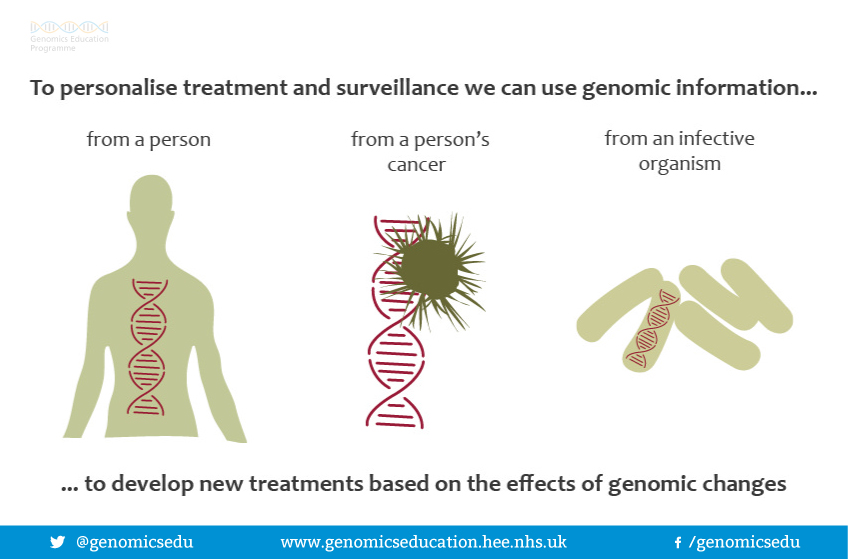 Genomics Education
Programme
To personalise treatment and surveillance we can use genomic information...
from a person
from a person’s
cancer
from an infective
organism
... to develop new treatments based on the effects of genomic changes
@genomicsedu
www.genomicseducation.hee.nhs.uk
/genomicsedu